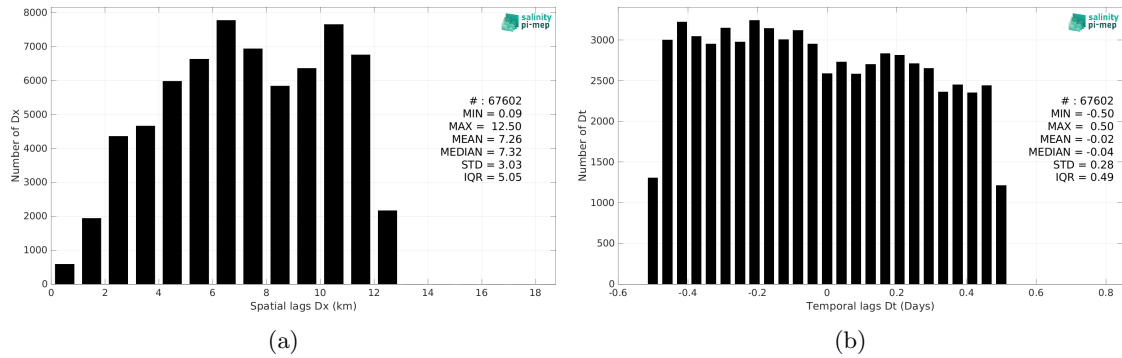 8000
7000
6000
5000
4000
3000
2000
1000
0
Number of Dx
0 2 4 6 8 10 12 14 16 18
Spatial lags Dx (km)
salinity
pi-mep
# : 67602
MIN = 0.09
MAX = 12.50
MEAN = 7.26
MEDIAN = 7.32
STD = 3.03
IQR = 5.05
(a)
3000
2500
2000
1500
1000
500
0
Number of Dt
-0.6 -0.4 -0.2 0 0.2 0.4 0.6 0.8
Temporal lags Dt (Days)
salinity
pi-mep
# : 67602
MIN = -0.50
MAX = 0.50
MEAN = -0.02
MEDIAN = -0.04
STD = 0.28
IQR = 0.49
(b)